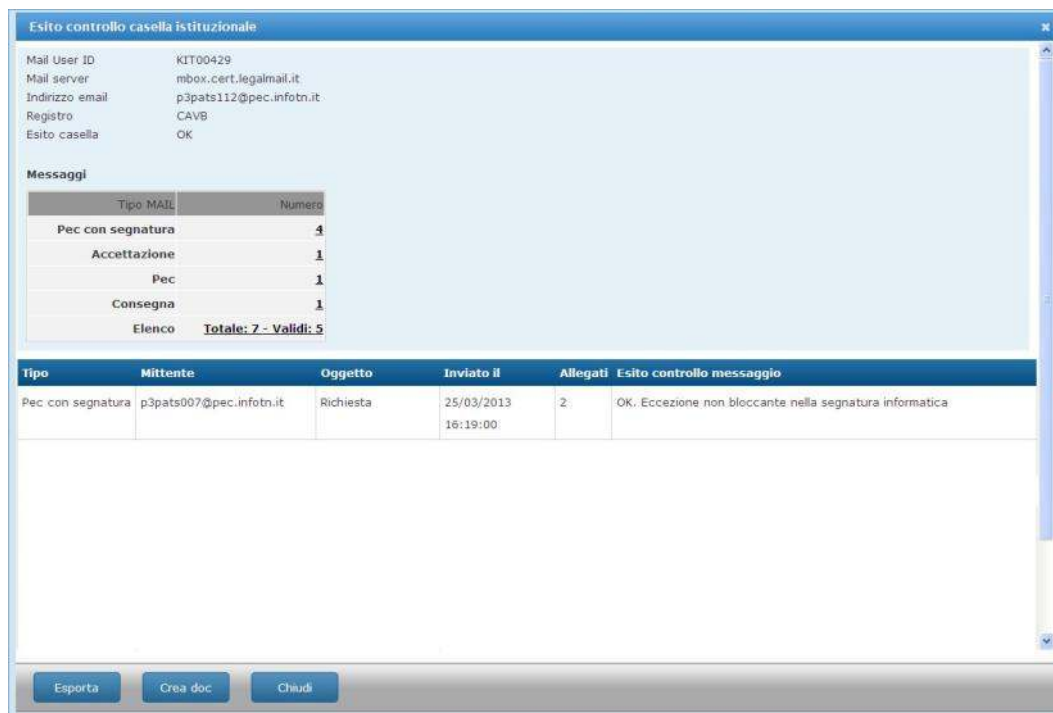 Esito controllo casella istituzionale
Mail User ID KIT00429
Mail server mbox.cert.legalmail.it
Indirizzo email p3pats112@pec.infotn.it
Registro CAVB
Esito casella OK
Messaggi
Tipo MAIL Numero
Pec con segnatura 4
Accettazione 1
Pec 1
Consegna 1
Elenco Totale: 7 - Validi: 5
Tipo Mittente Oggetto Inviato il Allegati Esito controllo messaggio
Pec con segnatura p3pats007@pec.infotn.it Richiesta 25/03/2013 2 OK. Eccezione non bloccante nella segnatura informatica
16:19:00
Esporta Crea doc Chiudi